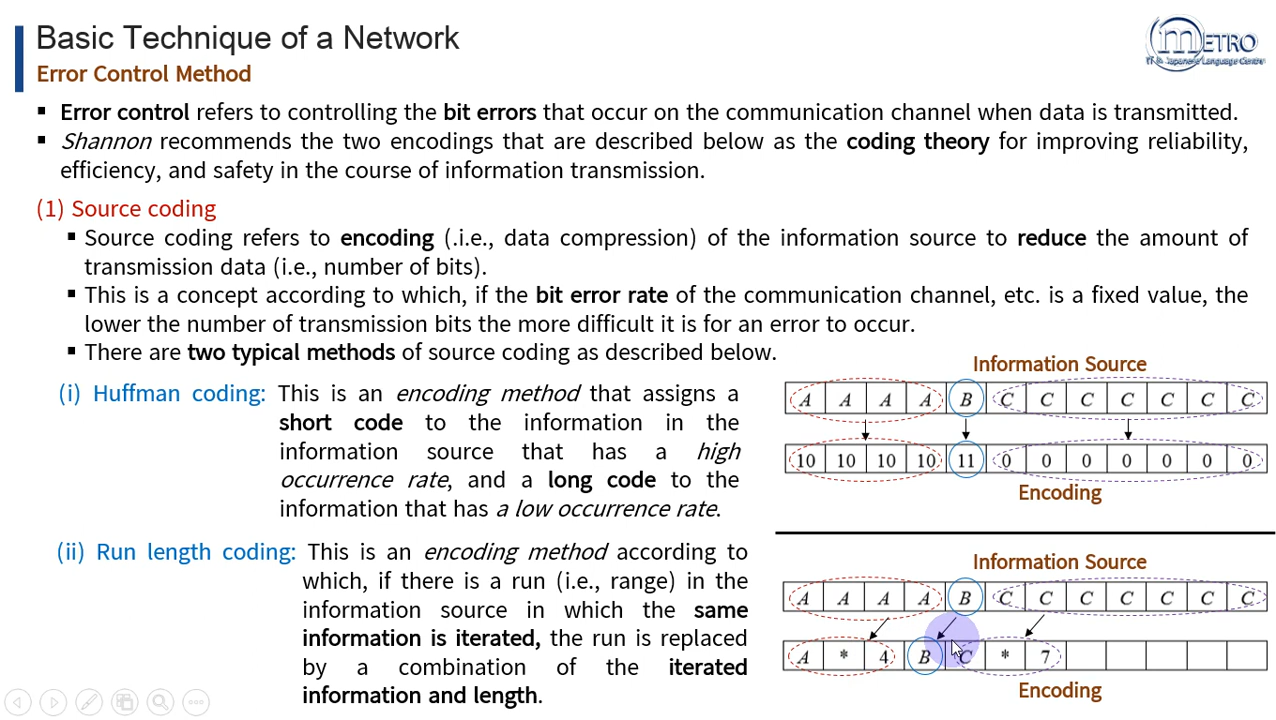 Basic Technique of a Network
METRO
IT & Japanese Language Centre
Error Control Method
▪ Error control refers to controlling the bit errors that occur on the communication channel when data is transmitted.
▪ Shannon recommends the two encodings that are described below as the coding theory for improving reliability,
efficiency, and safety in the course of information transmission.
(1) Source coding
▪ Source coding refers to encoding (.i.e., data compression) of the information source to reduce the amount of
transmission data (i.e., number of bits).
▪ This is a concept according to which, if the bit error rate of the communication channel, etc. is a fixed value, the
lower the number of transmission bits the more difficult it is for an error to occur.
▪ There are two typical methods of source coding as described below.
(i) Huffman coding: This is an encoding method that assigns a
short code to the information in the
information source that has a high
occurrence rate, and a long code to the
information that has a low occurrence rate.
Information Source
A A A A B C C C C C C C
10 10 10 10 11 0 0 0 0 0 0 0
Encoding
(ii) Run length coding: This is an encoding method according to
which, if there is a run (i.e., range) in the
information source in which the same
information is iterated, the run is replaced
by a combination of the iterated
information and length.
Information Source
A A A A B C C C C C C C
A * 4 B C * 7
Encoding